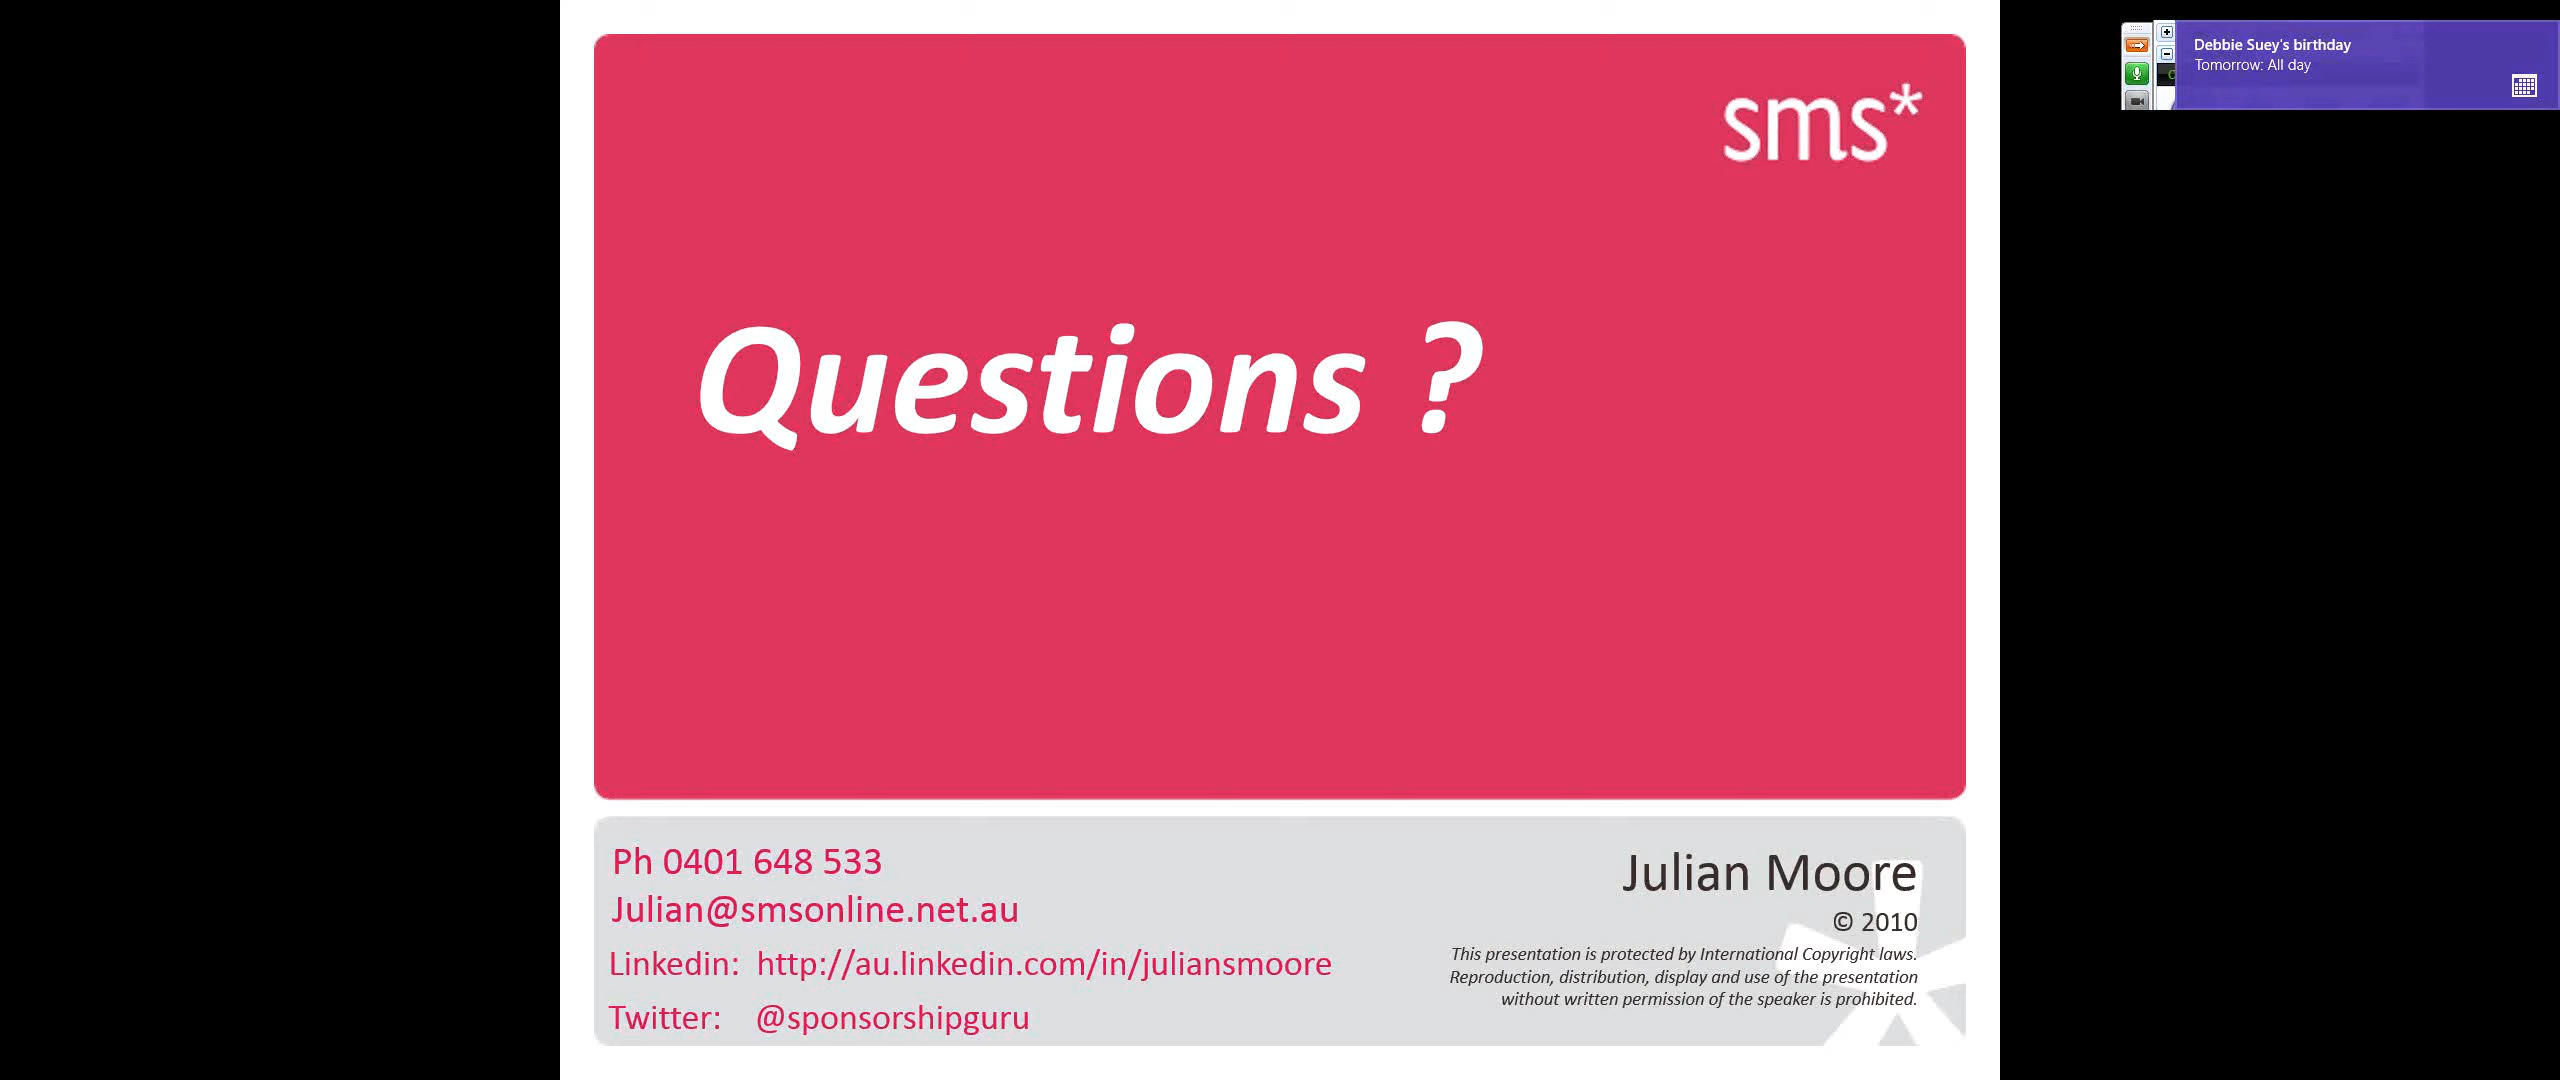 sms*
Questions ?
Ph 0401 648 533
Julian@smsonline.net.au
Linkedin: http://au.linkedin.com/in/juliansmoore
Twitter: @sponsorshipguru
Julian Moore
© 2010
This presentation is protected by International Copyright laws.
Reproduction, distribution, display and use of the presentation
without written permission of the speaker is prohibited.
Debbie Suey's birthday
Tomorrow: All day